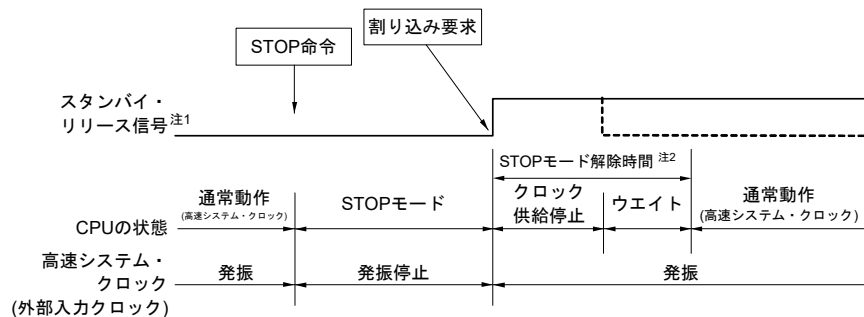 割り込み要求
STOP命令
スタンバイ・
リリース信号注1
STOPモード解除時間 注2
通常動作
(高速システム・クロック)
STOPモード
クロック
供給停止
ウエイト
通常動作
(高速システム・クロック)
CPUの状態
高速システム・
クロック
(外部入力クロック)
発振
発振停止
発振